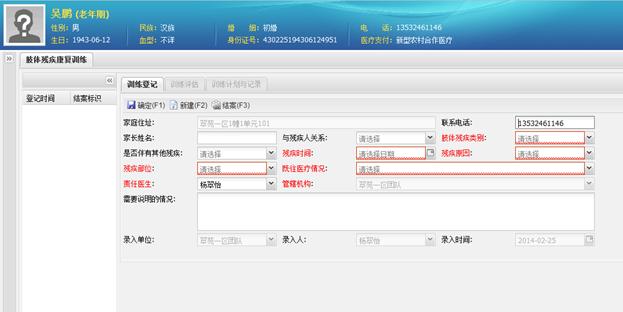 吴鹏 (老年期)
性别: 男 民族: 汉族 婚 姻: 初婚 电 话: 13532461146
生日: 1943-06-12 血型: 不详 身份证号: 430225194306124951 医疗支付: 新型农村合作医疗
肢体残疾康复训练
训练登记 训练评估 训练计划与记录
登记时间 结案标识
确定(F1) 新建(F2) 结案(F3)
家庭住址: 翠苑一区1幢1单元101 联系电话: 13532461146
家长姓名: 与残疾人关系: 请选择 肢体残疾类别: 请选择
是否伴有其他残疾: 请选择 残疾时间: 请选择日期 残疾原因: 请选择
残疾部位: 请选择 既往医疗情况: 请选择
责任医生: 杨翠怡 管辖机构: 翠苑一区团队
需要说明的情况:
录入单位: 翠苑一区团队 录入人: 杨翠怡 录入时间: 2014-02-25